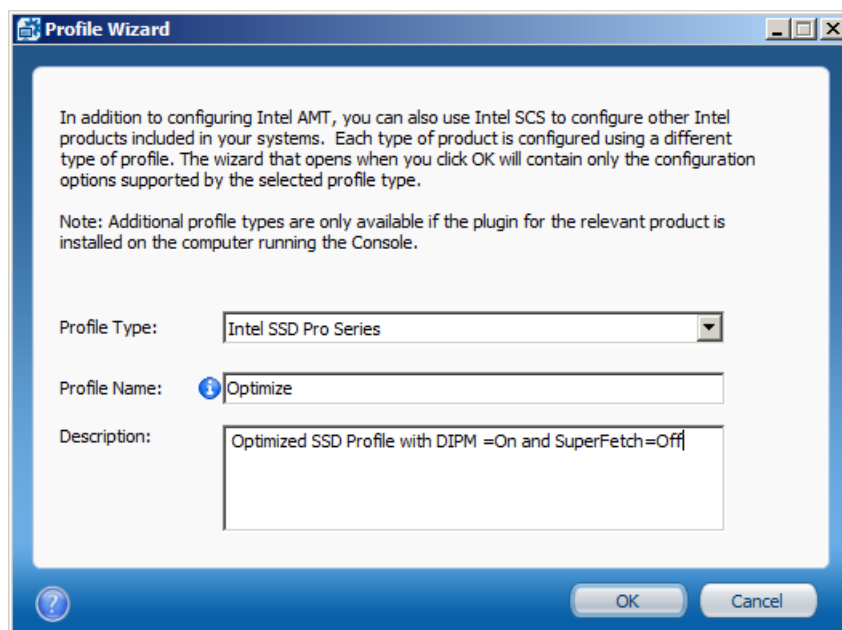 Profile Wizard
In addition to configuring Intel AMT, you can also use Intel SCS to configure other Intel
products included in your systems.  Each type of product is configured using a different
type of profile. The wizard that opens when you click OK will contain only the configuration
options supported by the selected profile type.
Note: Additional profile types are only available if the plugin for the relevant product is
installed on the computer running the Console.
Profile Type:
Intel SSD Pro Series
Profile Name:
Optimize
Description:
Optimized SSD Profile with DIPM =On and SuperFetch=Off
OK
Cancel